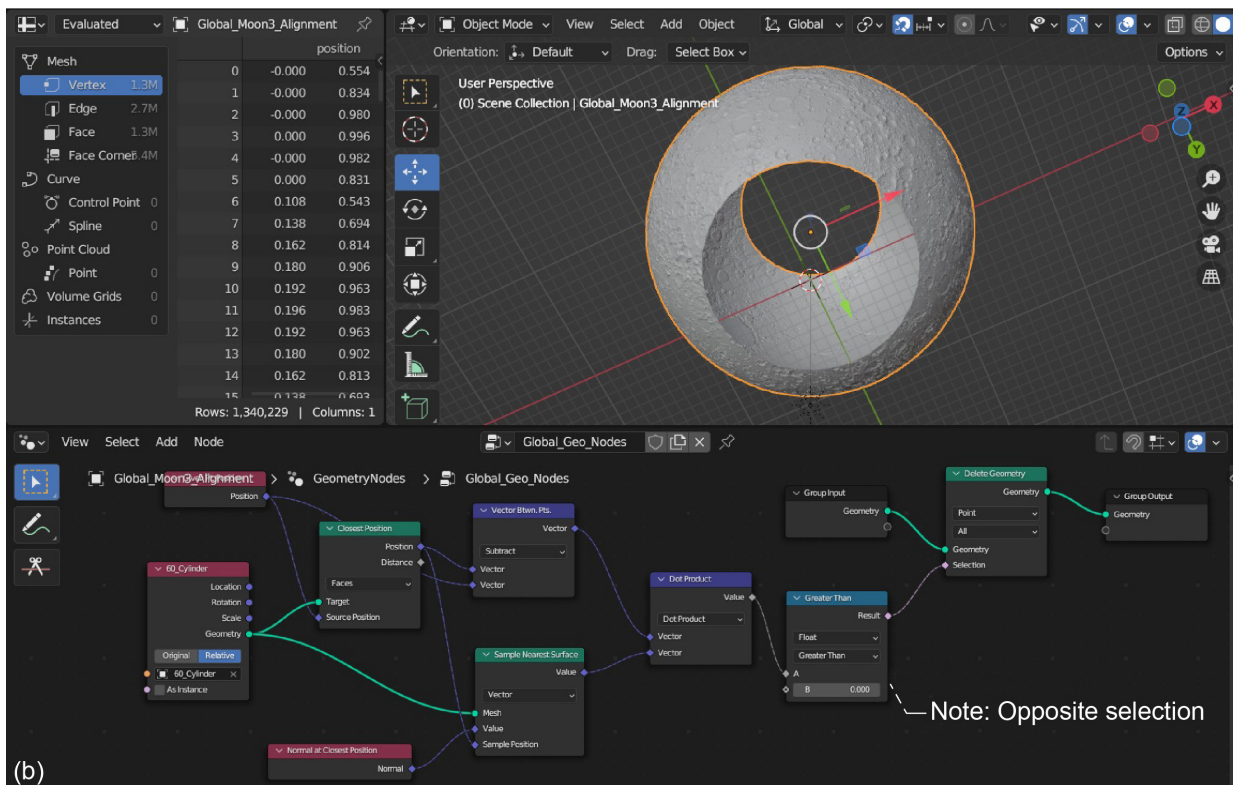 Evaluated Global_Moon3_Alignment
Object Mode View Select Add Object Global
Orientation: Default Drag: Select Box Options
User Perspective
(0) Scene Collection | Global_Moon3_Alignment
Mesh
Vertex 1.3M
Edge 2.7M
Face 1.3M
Face Corner
Curve
Control Point 0
Spline 0
Point Cloud
Point 0
Volume Grids 0
Instances 0
position
0 -0.000 0.554
1 -0.000 0.834
2 -0.000 0.980
3 0.000 0.996
4 -0.000 0.982
5 0.000 0.831
6 0.108 0.543
7 0.138 0.694
8 0.162 0.814
9 0.180 0.906
10 0.192 0.963
11 0.196 0.983
12 0.192 0.963
13 0.180 0.902
14 0.162 0.813
15 0.138 0.693
Rows: 1,340,229 | Columns: 1
X
Y
Z
View Select Add Node Global_Geo_Nodes
Global_Moon3_Alignment > GeometryNodes > Global_Geo_Nodes
Position
60_Cylinder
Location
Rotation
Scale
Geometry
Original Relative
60_Cylinder
As Instance
Closest Position
Position
Distance
Faces
Target
Source Position
Normal at Closest Position
Normal
Vector Btwn. Pts.
Vector
Subtract
Vector
Vector
Sample Nearest Surface
Value
Vector
Mesh
Value
Sample Position
Dot Product
Value
Dot Product
Vector
Vector
Greater Than
Result
Float
Greater Than
A
B 0.000
Group Input
Geometry
Delete Geometry
Geometry
Point
All
Geometry
Selection
Group Output
Geometry
Note: Opposite selection
(b)